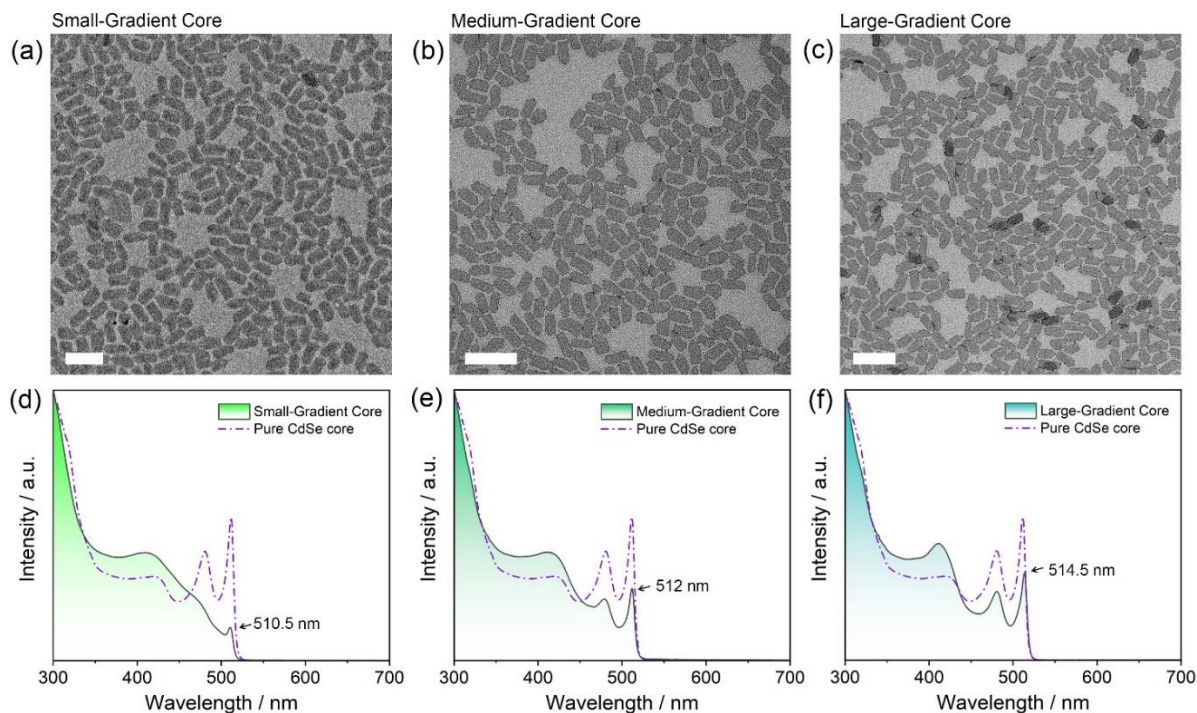 Small-Gradient Core
Medium-Gradient Core
Large-Gradient Core
(a)
(b)
(c)
(d)
Small-Gradient Core
Pure CdSe core
510.5 nm
Intensity / a.u.
300 400 500 600 700
Wavelength / nm
(e)
Medium-Gradient Core
Pure CdSe core
512 nm
Intensity / a.u.
300 400 500 600 700
Wavelength / nm
(f)
Large-Gradient Core
Pure CdSe core
514.5 nm
Intensity / a.u.
300 400 500 600 700
Wavelength / nm